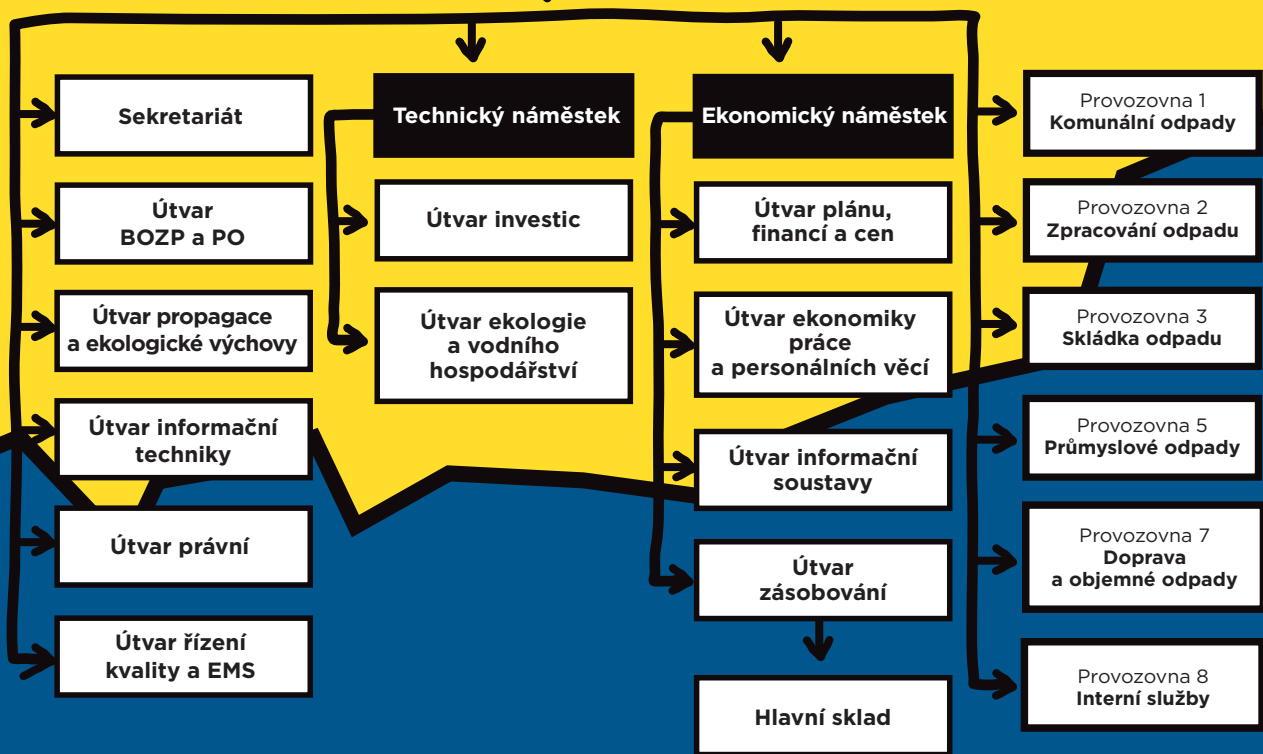 Sekretariát
Útvar
BOZP a PO
Útvar propagace
a ekologické výchovy
Útvar informační
techniky
Útvar právní
Útvar řízení
kvality a EMS
Technický náměstek
Útvar investic
Útvar ekologie
a vodního
hospodářství
Ekonomický náměstek
Útvar plánu,
financí a cen
Útvar ekonomiky
práce
a personálních věcí
Útvar informační
soustavy
Útvar
zásobování
Hlavní sklad
Provozovna 1
Komunální odpady
Provozovna 2
Zpracování odpadu
Provozovna 3
Skládka odpadu
Provozovna 5
Průmyslové odpady
Provozovna 7
Doprava
a objemné odpady
Provozovna 8
Interní služby